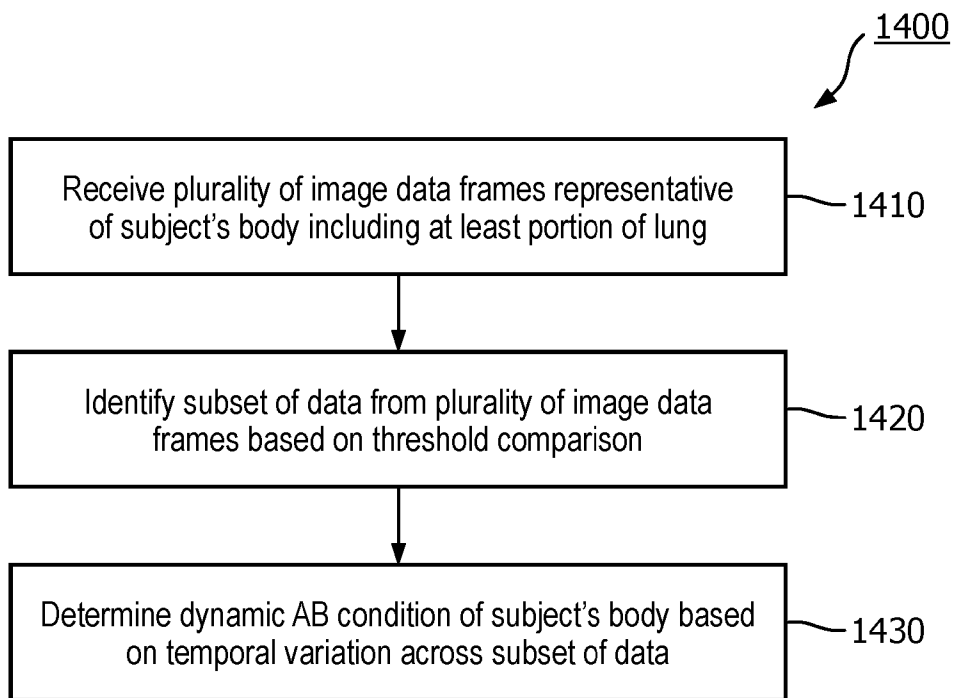 1400
Receive plurality of image data frames representative
of subject's body including at least portion of lung
1410
Identify subset of data from plurality of image data
frames based on threshold comparison
1420
Determine dynamic AB condition of subject's body based
on temporal variation across subset of data
1430